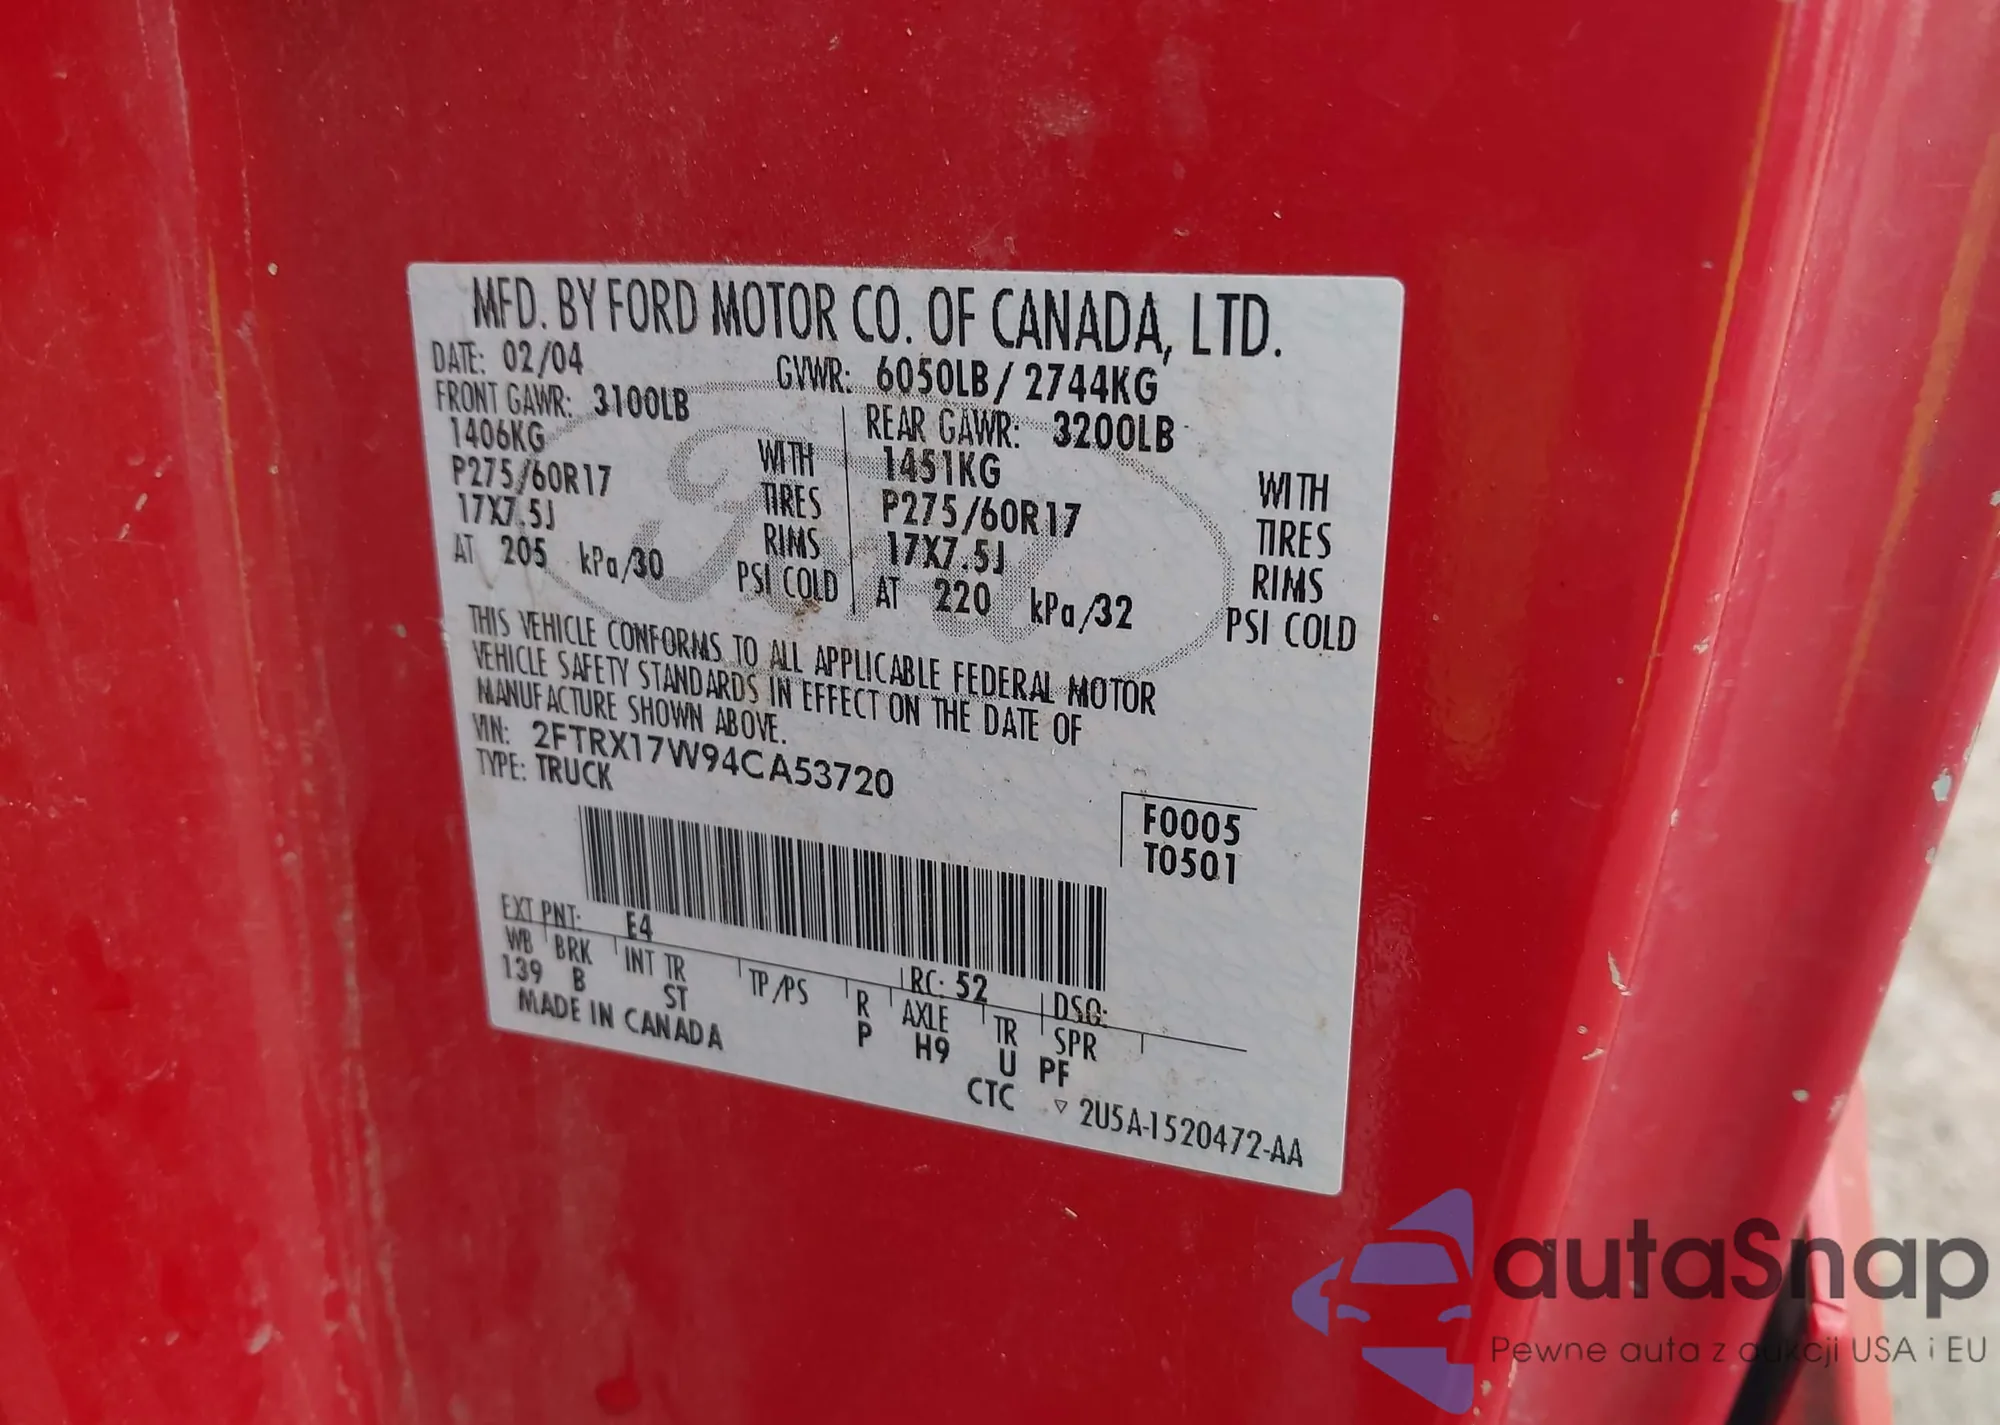 MFD. BY FORD MOTOR CO. OF CANADA, LTD.
DATE: 02/04 GVWR: 6050LB / 2744KG
FRONT GAWR: 3100LB REAR GAWR: 3200LB
1406KG WITH 1451KG WITH
P275/60R17 TIRES P275/60R17 TIRES
17X7.5J RIMS 17X7.5J RIMS
AT 205 kPa/30 PSI COLD AT 220 kPa/32 PSI COLD
THIS VEHICLE CONFORMS TO ALL APPLICABLE FEDERAL MOTOR
VEHICLE SAFETY STANDARDS IN EFFECT ON THE DATE OF
MANUFACTURE SHOWN ABOVE.
VIN: 2FTRX17W94CA53720
TYPE: TRUCK
F0005
T0501
EXT PNT: E4 RC: 52 DSO:
WB BRK INT TR TP/PS R AXLE TR SPR
139 B ST P H9 U PF
MADE IN CANADA
CTC ▽ 2U5A-1520472-AA
autaSnap
Pewne auta z aukcji USA i EU